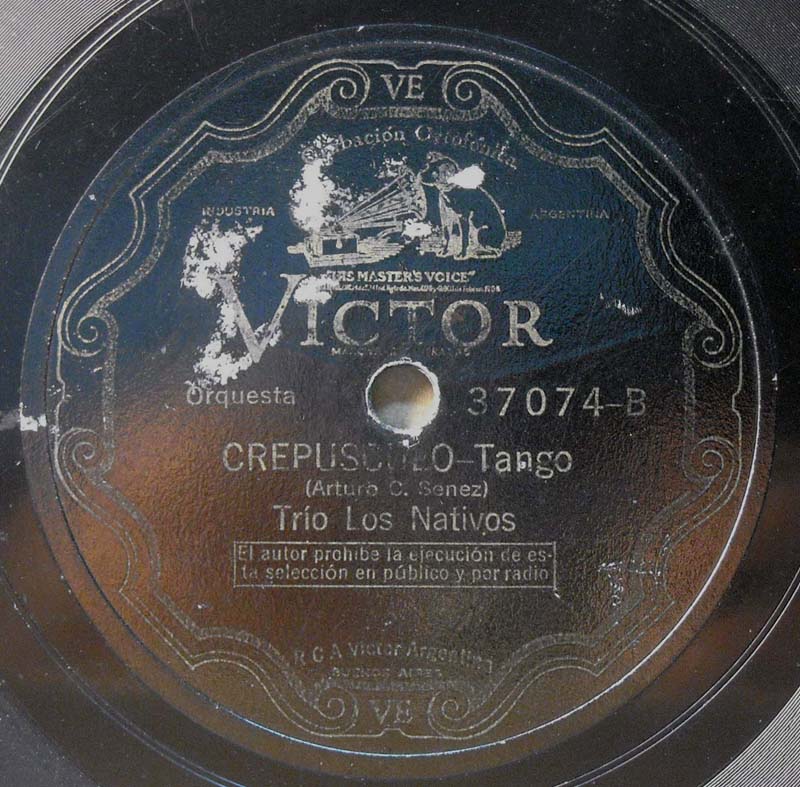 VE
Grabación Ortofónica
INDUSTRIA
ARGENTINA
"HIS MASTER'S VOICE"
VICTOR
Orquesta
37074-B
CREPUSCULO-Tango
(Arturo C. Senez)
Trío Los Nativos
El autor prohibe la ejecución de es-
ta selección en público y por radio
R C A Victor Argentina
BUENOS AIRES
VE